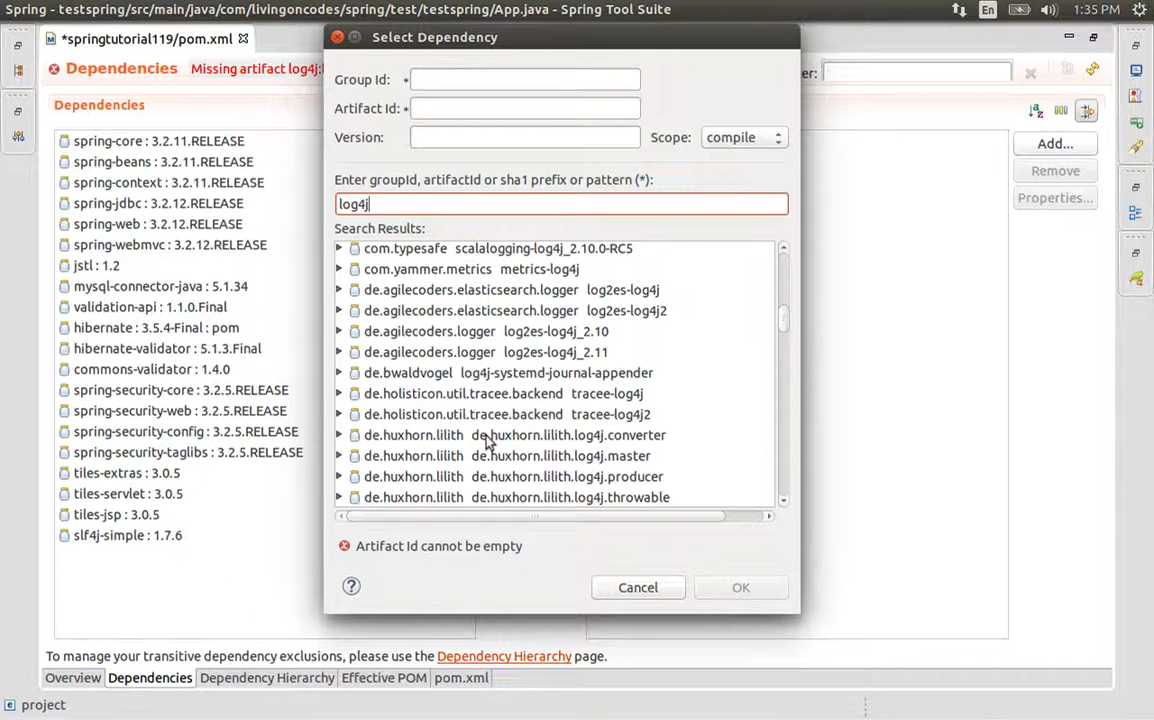 Spring - testspring/src/main/java/com/livingoncodes/spring/test/testspring/App.java - Spring Tool Suite
En
1:35 PM
*springtutorial119/pom.xml
Dependencies
Missing artifact log4j:
er:
Dependencies
spring-core : 3.2.11.RELEASE
spring-beans : 3.2.11.RELEASE
spring-context : 3.2.11.RELEASE
spring-jdbc : 3.2.12.RELEASE
spring-web : 3.2.12.RELEASE
spring-webmvc : 3.2.12.RELEASE
jstl : 1.2
mysql-connector-java : 5.1.34
validation-api : 1.1.0.Final
hibernate : 3.5.4-Final : pom
hibernate-validator : 5.1.3.Final
commons-validator : 1.4.0
spring-security-core : 3.2.5.RELEASE
spring-security-web : 3.2.5.RELEASE
spring-security-config : 3.2.5.RELEASE
spring-security-taglibs : 3.2.5.RELEASE
tiles-extras : 3.0.5
tiles-servlet : 3.0.5
tiles-jsp : 3.0.5
slf4j-simple : 1.7.6
Select Dependency
Group Id: *
Artifact Id: *
Version:
Scope: compile
Enter groupId, artifactId or sha1 prefix or pattern (*):
log4j
Search Results:
com.typesafe scalalogging-log4j_2.10.0-RC5
com.yammer.metrics metrics-log4j
de.agilecoders.elasticsearch.logger log2es-log4j
de.agilecoders.elasticsearch.logger log2es-log4j2
de.agilecoders.logger log2es-log4j_2.10
de.agilecoders.logger log2es-log4j_2.11
de.bwaldvogel log4j-systemd-journal-appender
de.holisticon.util.tracee.backend tracee-log4j
de.holisticon.util.tracee.backend tracee-log4j2
de.huxhorn.lilith de.huxhorn.lilith.log4j.converter
de.huxhorn.lilith de.huxhorn.lilith.log4j.master
de.huxhorn.lilith de.huxhorn.lilith.log4j.producer
de.huxhorn.lilith de.huxhorn.lilith.log4j.throwable
Artifact Id cannot be empty
?
Cancel
OK
Add...
Remove
Properties...
To manage your transitive dependency exclusions, please use the Dependency Hierarchy page.
Overview
Dependencies
Dependency Hierarchy
Effective POM
pom.xml
project